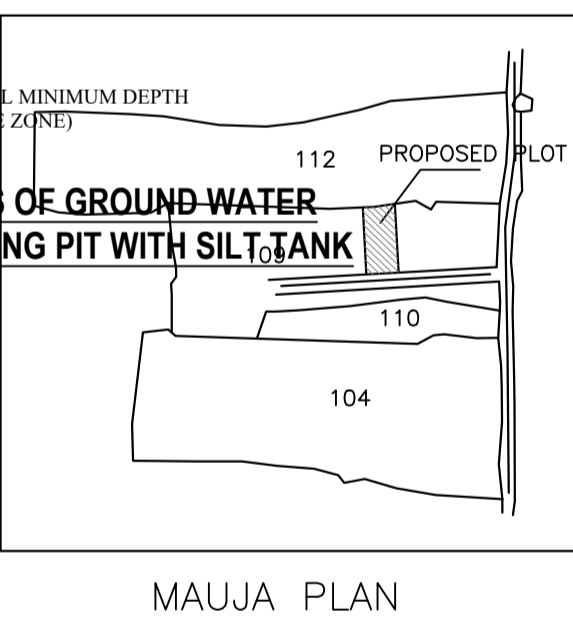 L MINIMUM DEPTH
ZONE)
112
PROPOSED PLOT
OF GROUND WATER
NG PIT WITH SILT TANK
109
110
104
MAUJA PLAN